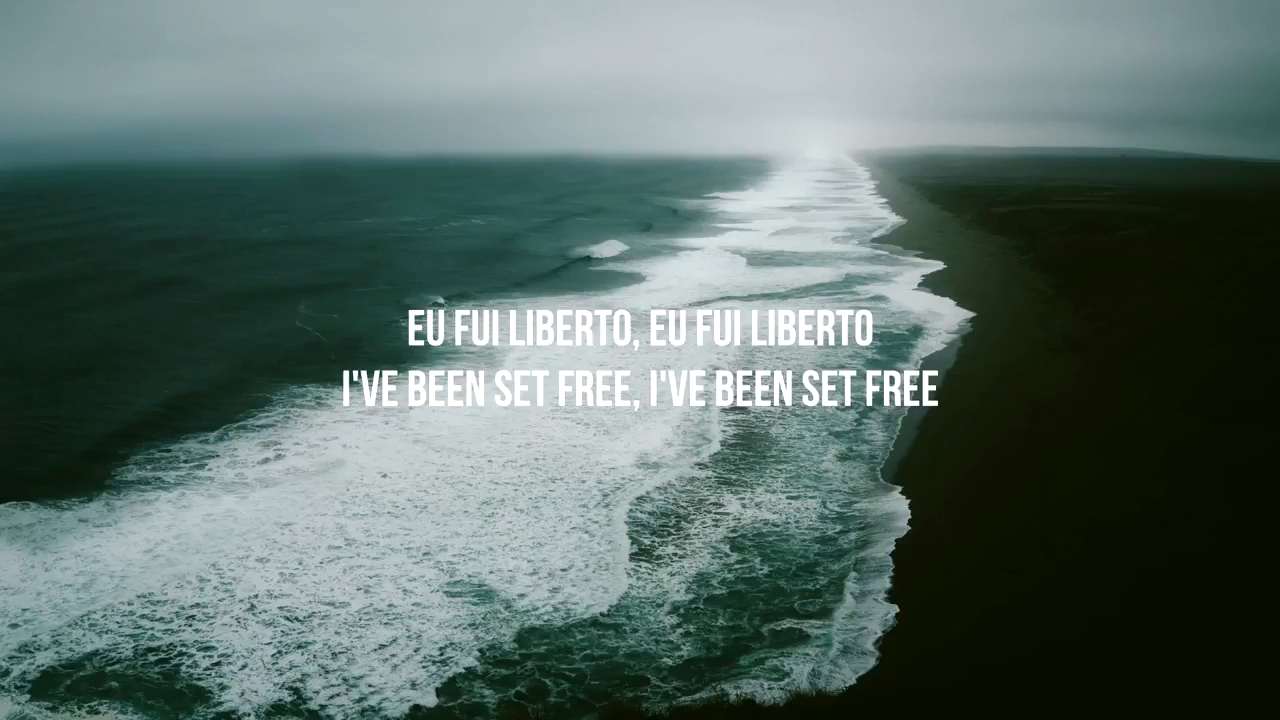 EU FUI LIBERTO, EU FUI LIBERTO
I'VE BEEN SET FREE, I'VE BEEN SET FREE